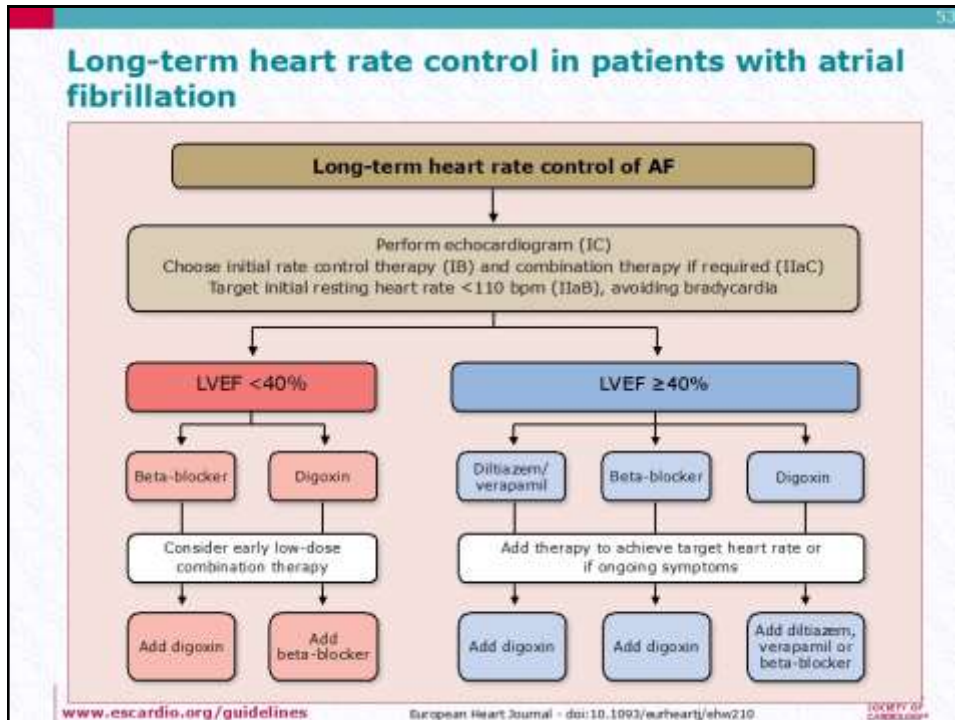 53
Long-term heart rate control in patients with atrial
fibrillation
Long-term heart rate control of AF
Perform echocardiogram (IC)
Choose initial rate control therapy (IB) and combination therapy if required (IIaC)
Target initial resting heart rate <110 bpm (IIaB), avoiding bradycardia
LVEF <40%
LVEF ≥40%
Beta-blocker
Digoxin
Diltiazem/
verapamil
Beta-blocker
Digoxin
Consider early low-dose
combination therapy
Add therapy to achieve target heart rate or
if ongoing symptoms
Add digoxin
Add
beta-blocker
Add digoxin
Add digoxin
Add diltiazem,
verapamil or
beta-blocker
www.escardio.org/guidelines
European Heart Journal - doi:10.1093/eurheartj/ehw210
SOCIETY OF